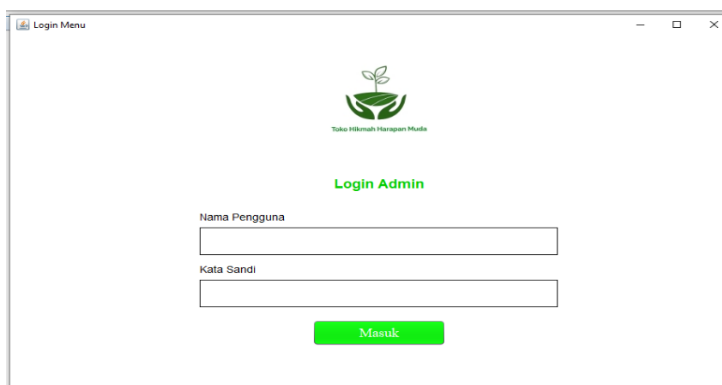 Login Menu
Toko Hikmah Harapan Muda
Login Admin
Nama Pengguna
Kata Sandi
Masuk